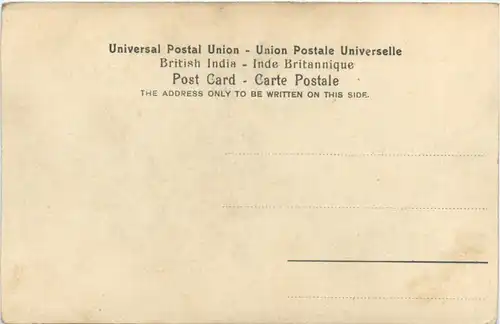 Universal Postal Union - Union Postale Universelle
British India - Inde Britannique
Post Card - Carte Postale
THE ADDRESS ONLY TO BE WRITTEN ON THIS SIDE.